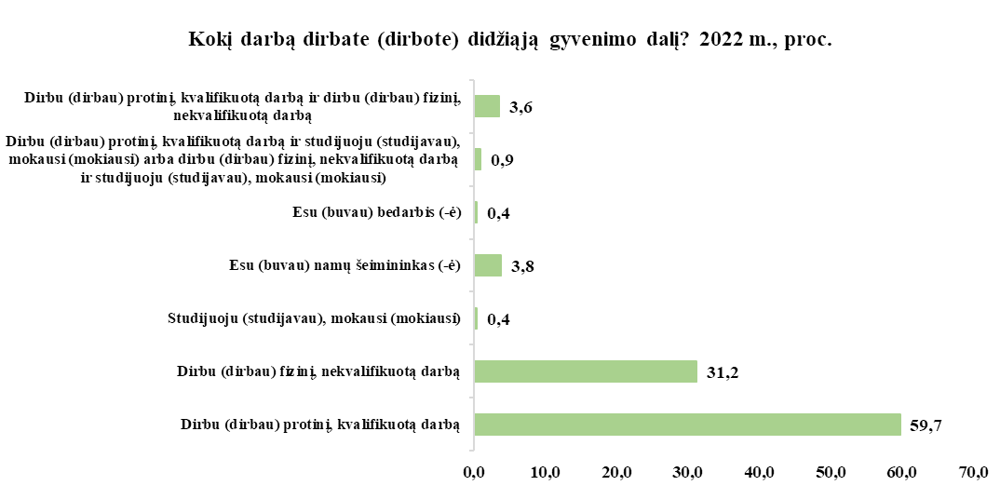 Kokį darbą dirbate (dirbote) didžiąją gyvenimo dalį? 2022 m., proc.
Dirbu (dirbau) protinį, kvalifikuotą darbą ir dirbu (dirbau) fizinį,
nekvalifikuotą darbą
3,6
Dirbu (dirbau) protinį, kvalifikuotą darbą ir studijuoju (studijavau),
mokausi (mokiausi) arba dirbu (dirbau) fizinį, nekvalifikuotą darbą
ir studijuoju (studijavau), mokausi (mokiausi)
0,9
Esu (buvau) bedarbis (-ė)
0,4
Esu (buvau) namų šeimininkas (-ė)
3,8
Studijuoju (studijavau), mokausi (mokiausi)
0,4
Dirbu (dirbau) fizinį, nekvalifikuotą darbą
31,2
Dirbu (dirbau) protinį, kvalifikuotą darbą
59,7
0,0 10,0 20,0 30,0 40,0 50,0 60,0 70,0